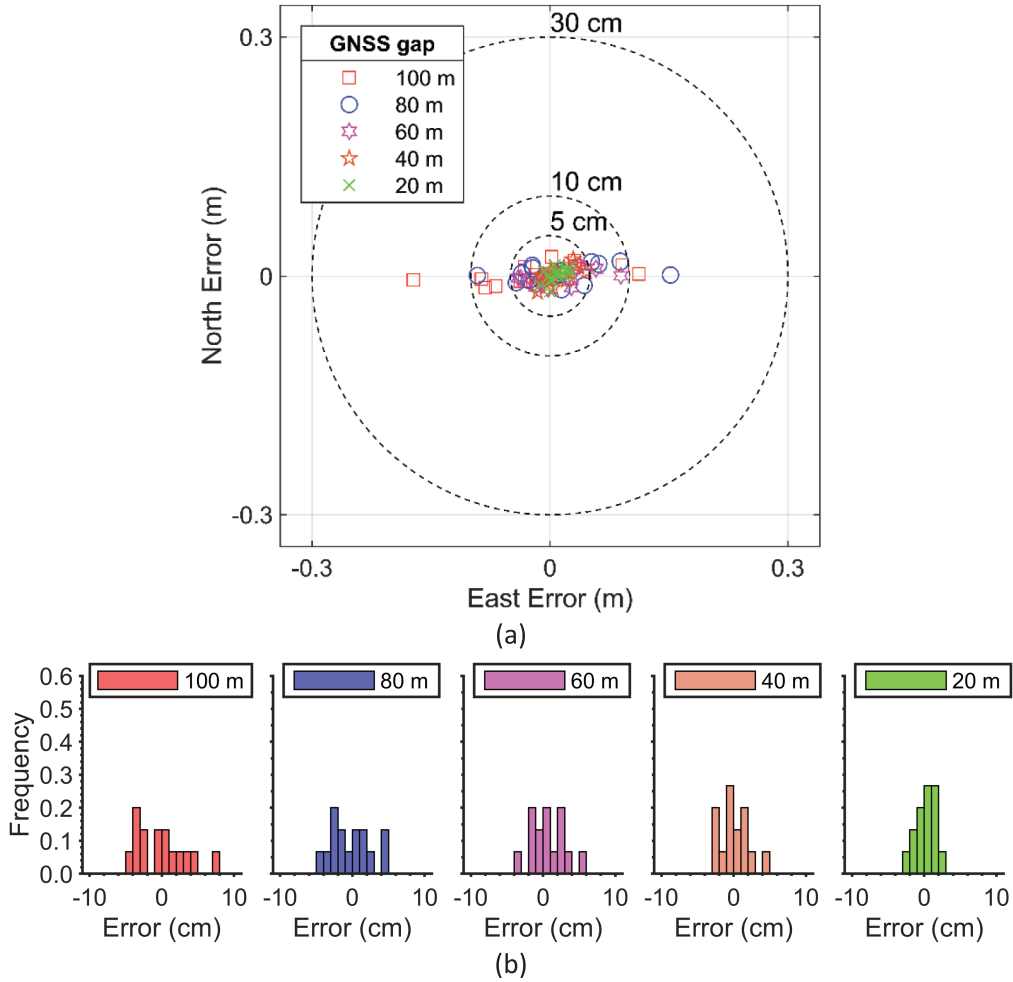 30 cm
0.3
GNSS gap
100 m
80 m
60 m
40 m
20 m
10 cm
5 cm
North Error (m)
0
-0.3
-0.3 0 0.3
East Error (m)
(a)
0.6
0.5
0.4
0.3
0.2
0.1
0.0
Frequency
100 m 80 m 60 m 40 m 20 m
-10 0 10 -10 0 10 -10 0 10 -10 0 10 -10 0 10
Error (cm) Error (cm) Error (cm) Error (cm) Error (cm)
(b)